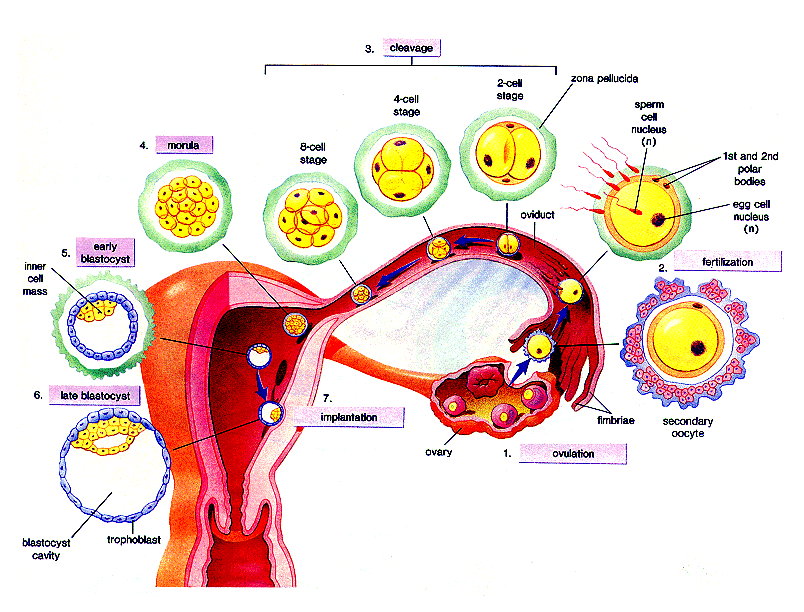 3. cleavage
2-cell
stage
zona pellucida
4-cell
stage
sperm
cell
nucleus
(n)
4. morula
8-cell
stage
1st and 2nd
polar
bodies
egg cell
nucleus
(n)
oviduct
5. early
blastocyst
inner
cell
mass
2. fertilization
6. late blastocyst
7.
implantation
fimbriae
secondary
oocyte
ovary
1. ovulation
blastocyst
cavity
trophoblast